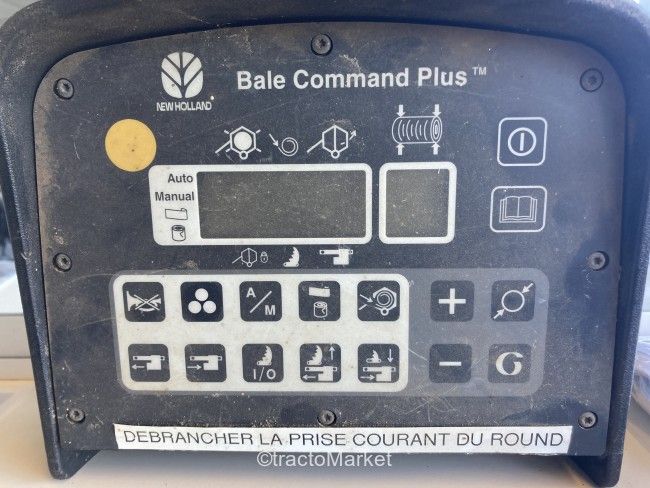 Bale Command Plus™
NEW HOLLAND
Auto
Manual
A/M
+
I/O
-
G
DEBRANCHER LA PRISE COURANT DU ROUND
©tractoMarket